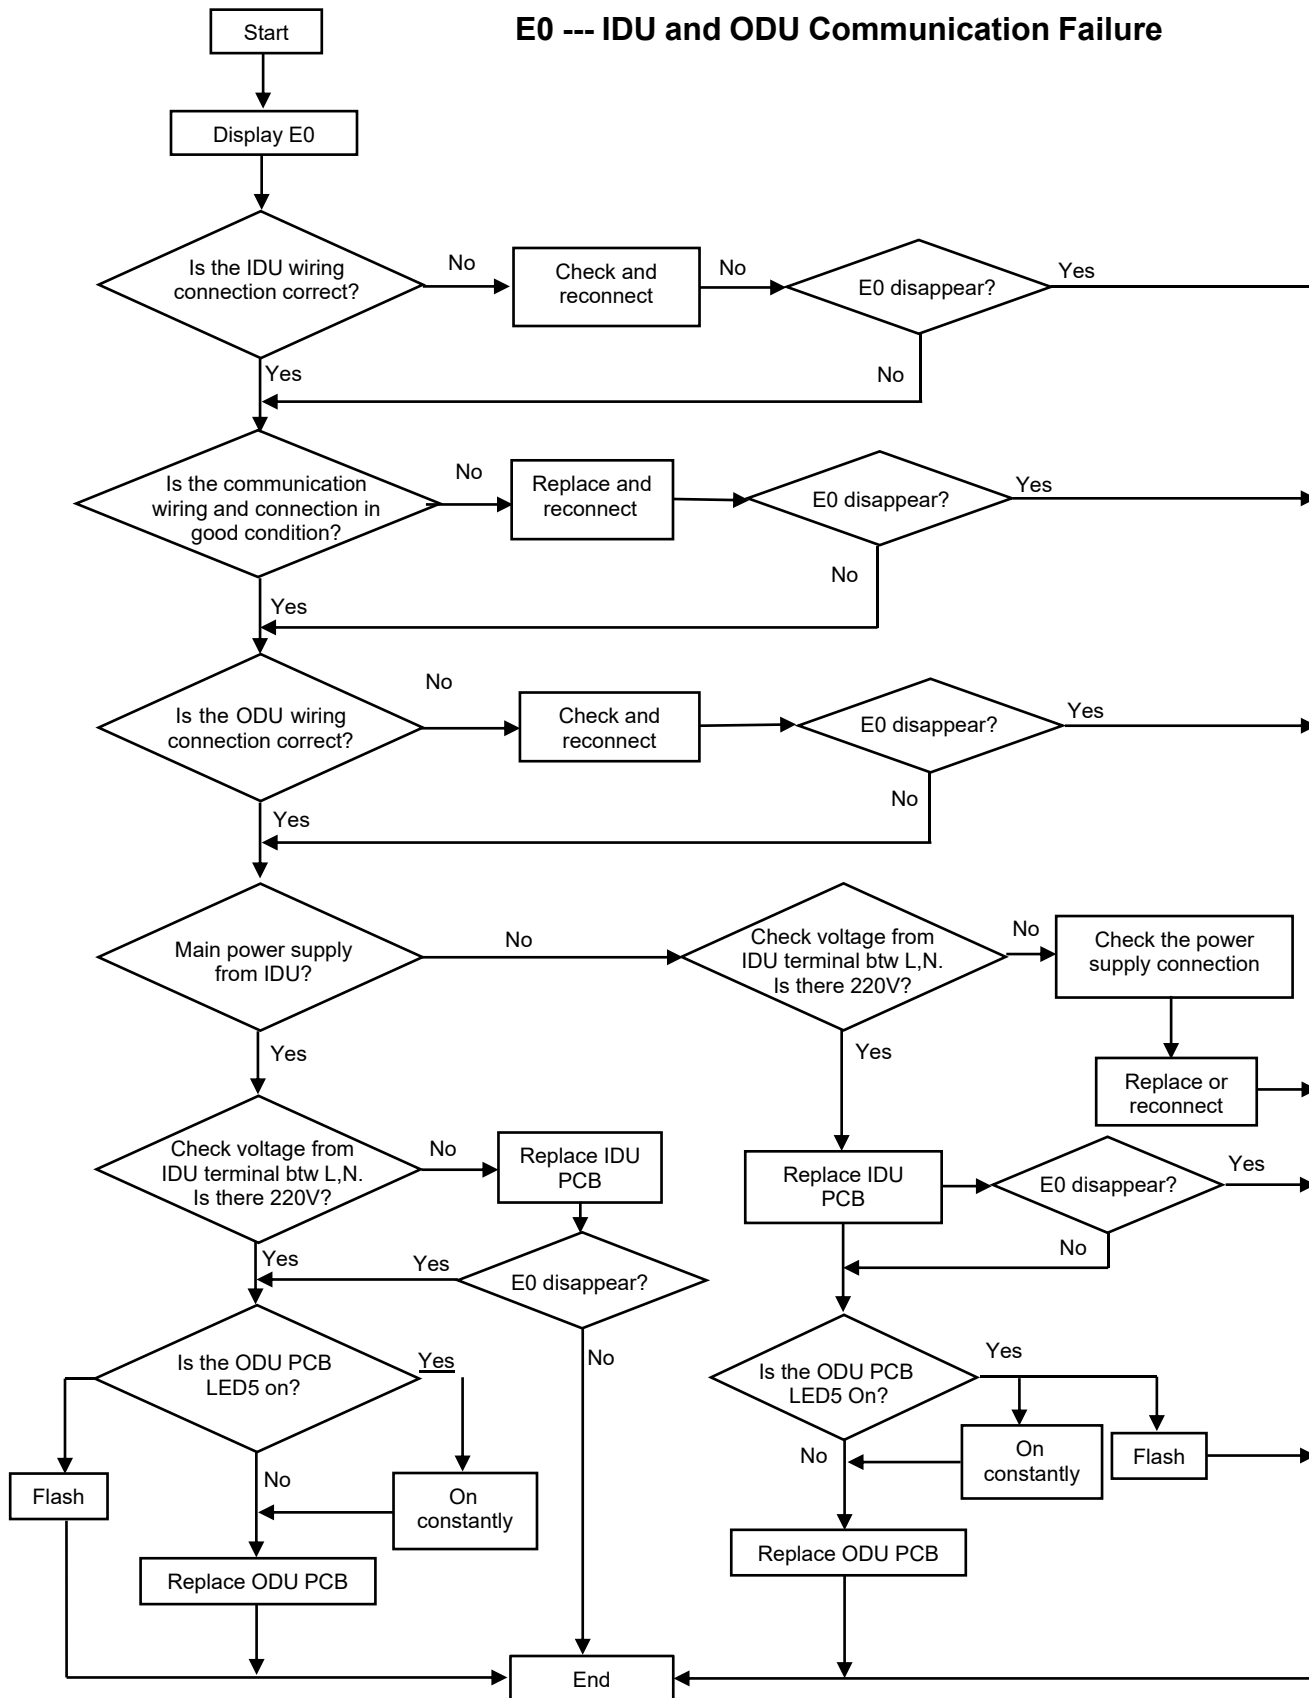 E0 --- IDU and ODU Communication Failure
Start
Display E0
Is the IDU wiring
connection correct?
No
Check and
reconnect
No
E0 disappear?
Yes
Yes
No
Is the communication
wiring and connection in
good condition?
No
Replace and
reconnect
E0 disappear?
Yes
No
Yes
Is the ODU wiring
connection correct?
No
Check and
reconnect
E0 disappear?
Yes
No
Yes
Main power supply
from IDU?
No
Check voltage from
IDU terminal btw L,N.
Is there 220V?
No
Check the power
supply connection
Yes
Yes
Replace or
reconnect
Check voltage from
IDU terminal btw L,N.
Is there 220V?
No
Replace IDU
PCB
Replace IDU
PCB
E0 disappear?
Yes
No
Yes
Yes
E0 disappear?
No
Is the ODU PCB
LED5 on?
Yes
Is the ODU PCB
LED5 On?
Yes
No
On
constantly
Flash
Flash
No
On
constantly
Replace ODU PCB
Replace ODU PCB
End